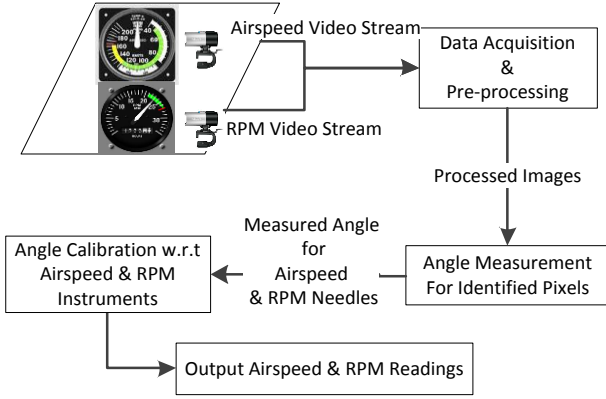 Airspeed Video Stream
RPM Video Stream
Data Acquisition
&
Pre-processing
Processed Images
Angle Measurement
For Identified Pixels
Measured Angle
for
Airspeed
& RPM Needles
Angle Calibration w.r.t
Airspeed & RPM
Instruments
Output Airspeed & RPM Readings